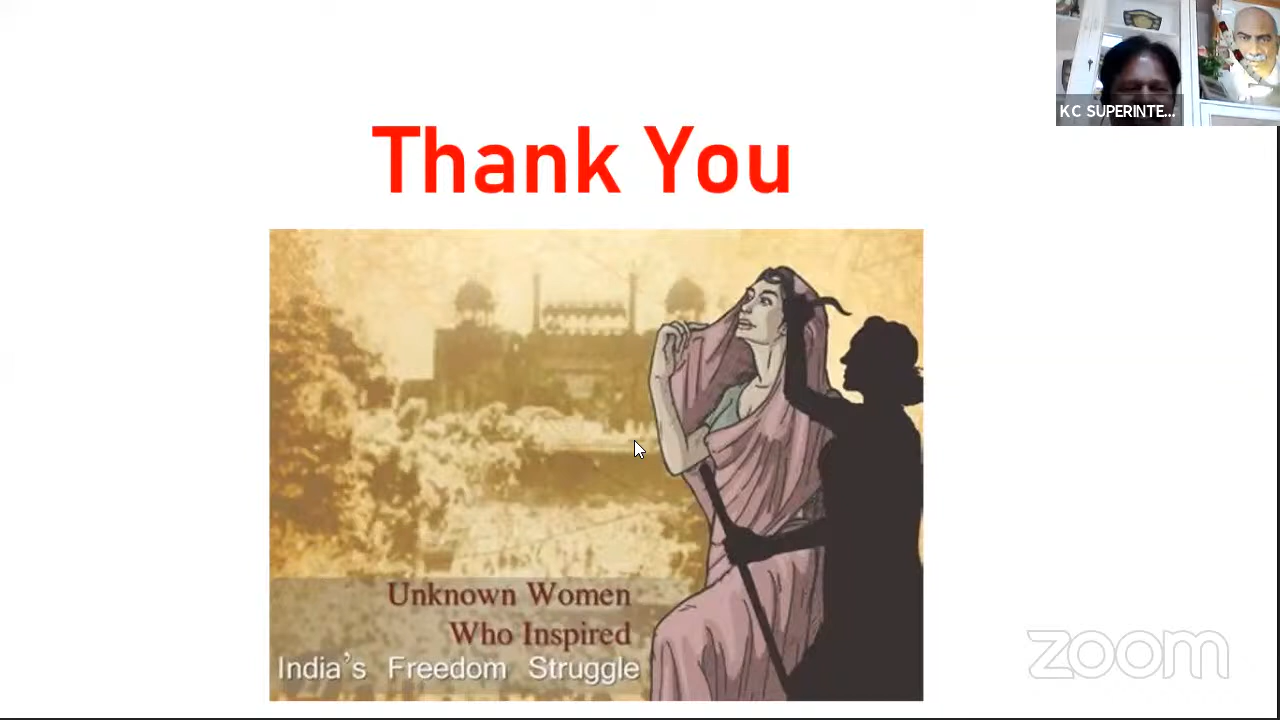 KC SUPERINTE...
Thank You
Unknown Women
Who Inspired
India's Freedom Struggle
zoom